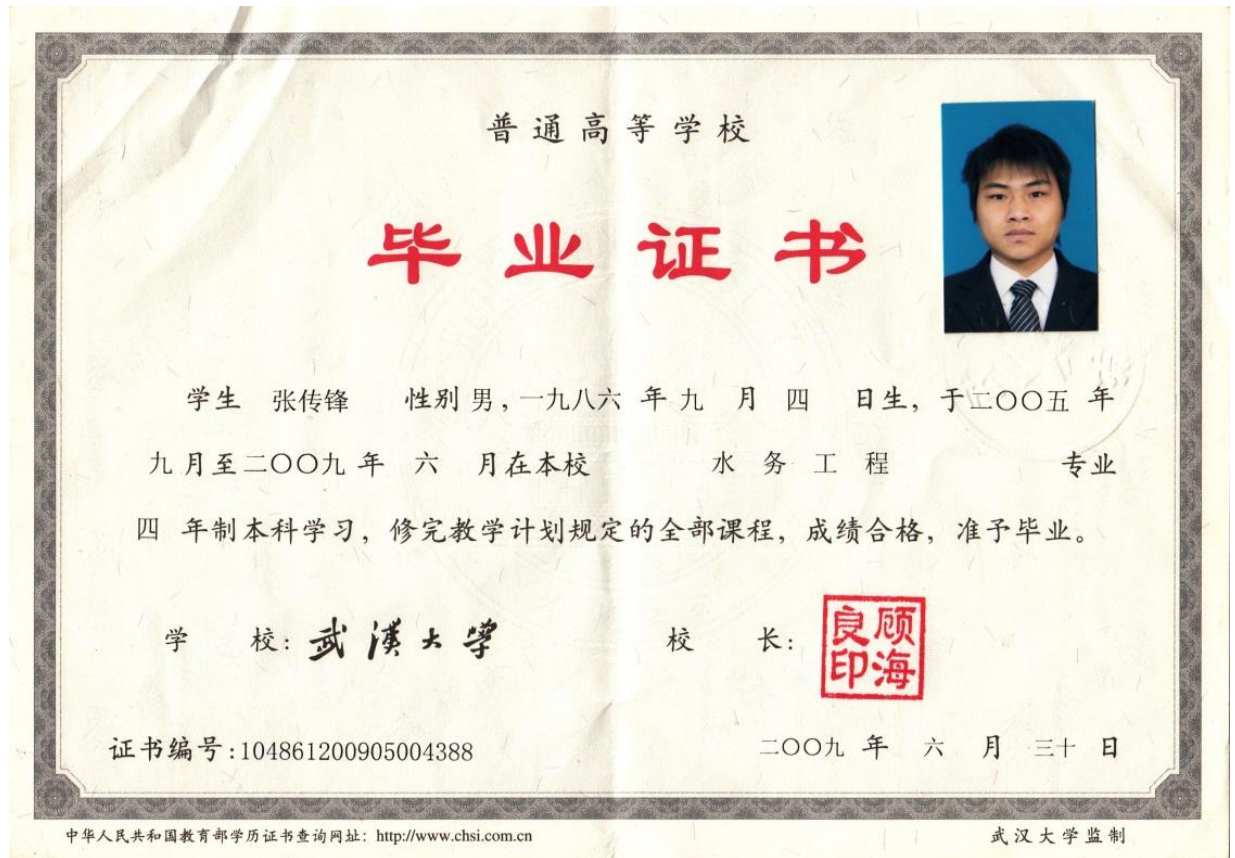 普通高等学校
毕业证书
学生 张传锋 性别男，一九八六年九月四日生，于二〇〇五年
九月至二〇〇九年六月在本校 水务工程 专业
四年制本科学习，修完教学计划规定的全部课程，成绩合格，准予毕业。
学 校：武漢大學 校 长：顾海良印
证书编号：104861200905004388 二〇〇九年六月三十日
中华人民共和国教育部学历证书查询网址：http://www.chsi.com.cn 武汉大学监制